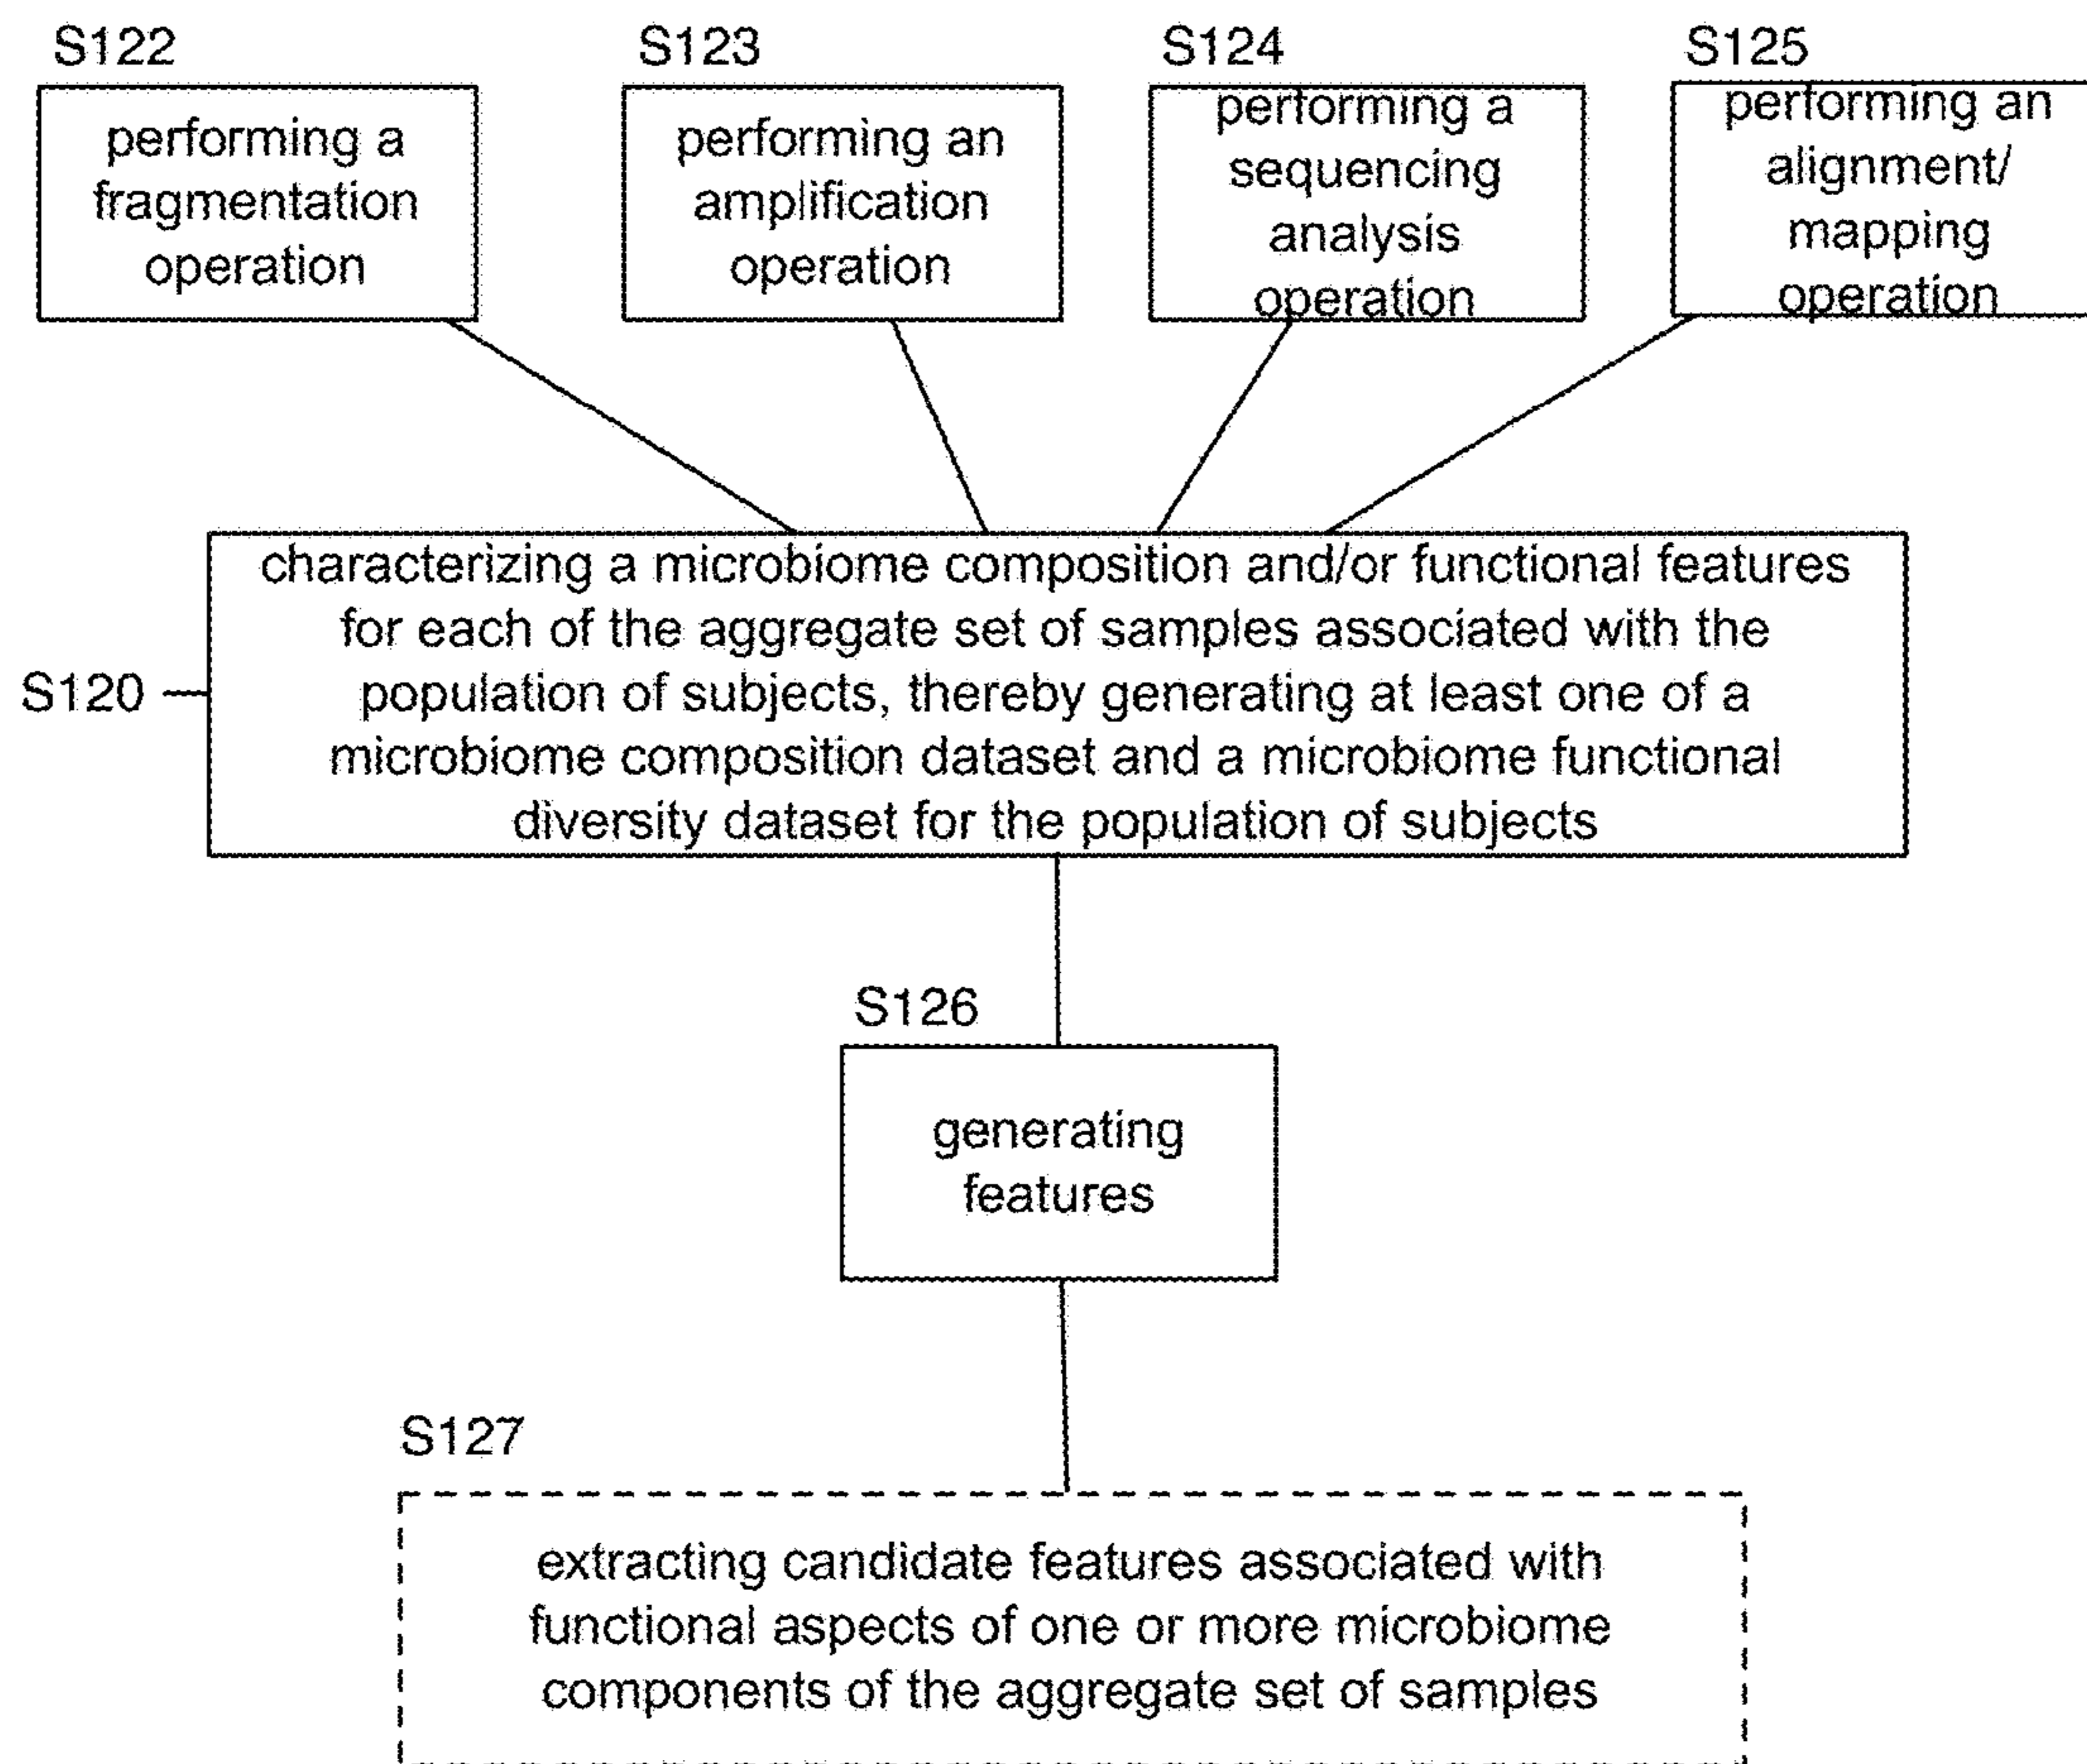 S122
performing a
fragmentation
operation
S123
performing an
amplification
operation
S124
performing a
sequencing
analysis
operation
S125
performing an
alignment/
mapping
operation
S120
characterizing a microbiome composition and/or functional features
for each of the aggregate set of samples associated with the
population of subjects, thereby generating at least one of a
microbiome composition dataset and a microbiome functional
diversity dataset for the population of subjects
S126
generating
features
S127
extracting candidate features associated with
functional aspects of one or more microbiome
components of the aggregate set of samples